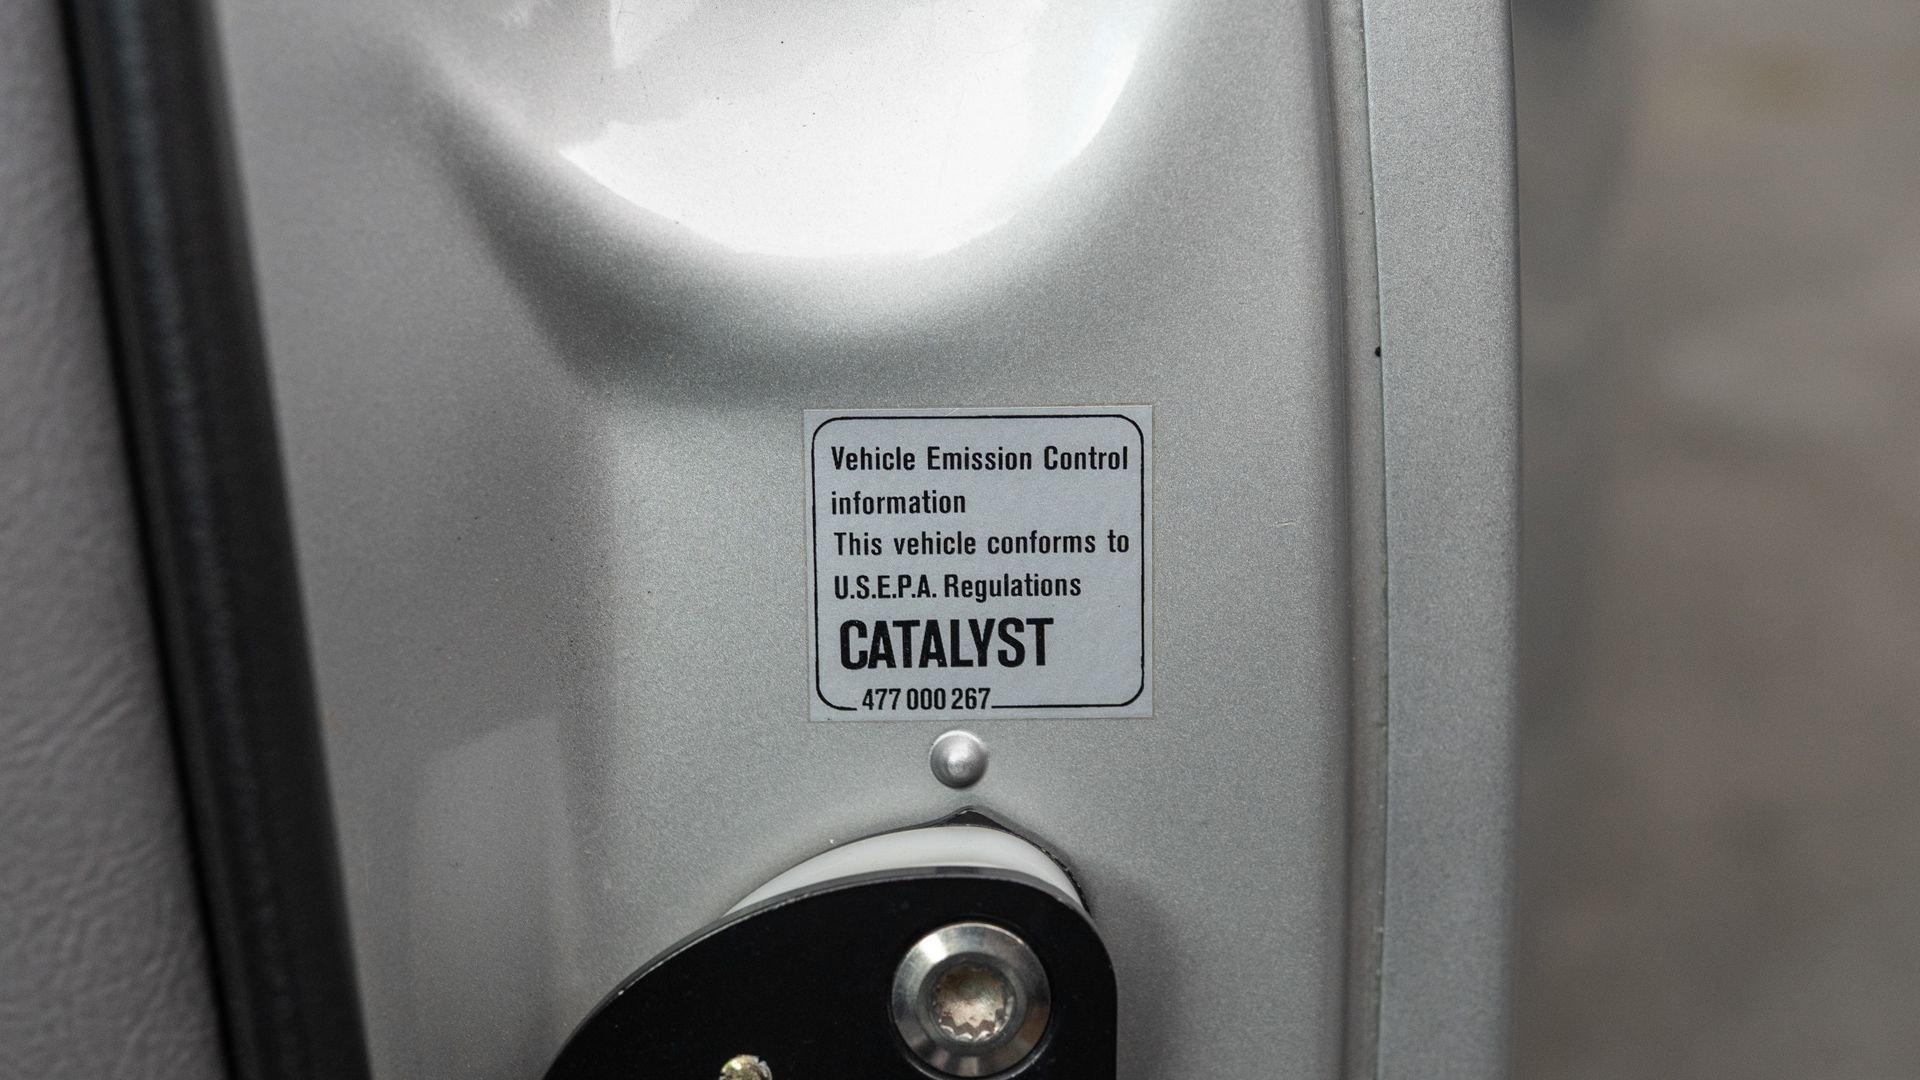 Vehicle Emission Control
information
This vehicle conforms to
U.S.E.P.A. Regulations
CATALYST
477 000 267